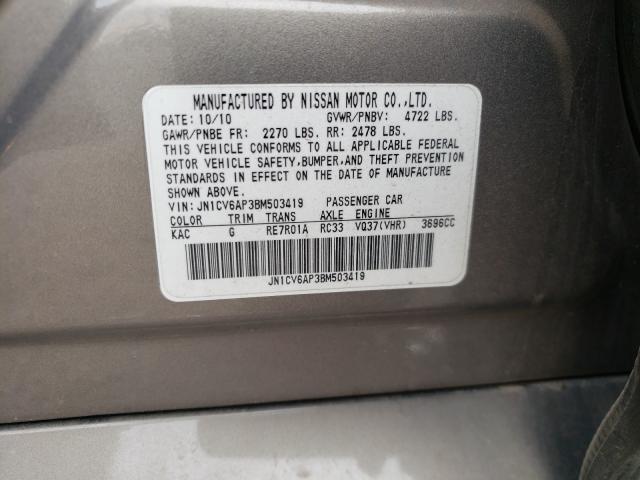 MANUFACTURED BY NISSAN MOTOR CO.,LTD.
DATE: 10/10 GVWR/PNBV: 4722 LBS.
GAWR/PNBE FR: 2270 LBS. RR: 2478 LBS.
THIS VEHICLE CONFORMS TO ALL APPLICABLE FEDERAL
MOTOR VEHICLE SAFETY,BUMPER,AND THEFT PREVENTION
STANDARDS IN EFFECT ON THE DATE OF MANUFACTURE
SHOWN ABOVE.
VIN: JN1CV6AP3BM503419 PASSENGER CAR
COLOR TRIM TRANS AXLE ENGINE
KAC G RE7R01A RC33 VQ37(VHR) 3696CC
JN1CV6AP3BM503419